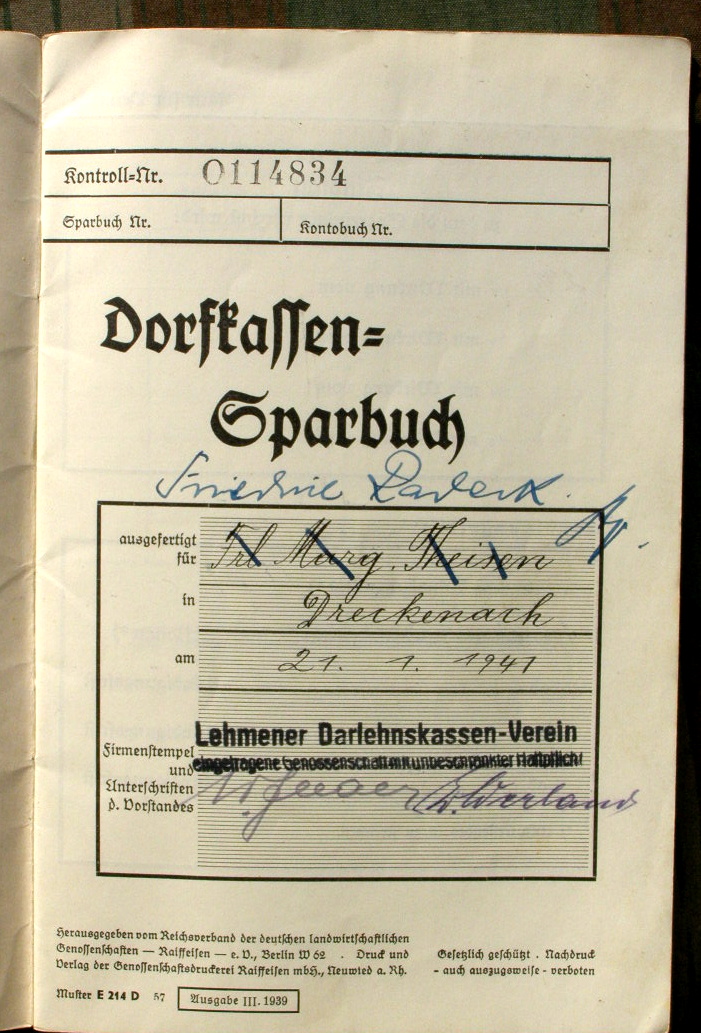 Kontroll-Nr. 0114834
Sparbuch Nr. Kontobuch Nr.
Dorfkassen-
Sparbuch
ausgefertigt
für Frl Marg. Theisen
in Dreckenach
am 21. 1. 1941
Lehmener Darlehnskassen-Verein
eingetragene Genossenschaft mit unbeschränkter Haftpflicht
Firmenstempel
und
Unterschriften
d. Vorstandes
Herausgegeben vom Reichsverband der deutschen landwirtschaftlichen
Genossenschaften — Raiffeisen — e. V., Berlin W 62 . Druck und
Verlag der Genossenschaftsdruckerei Raiffeisen mbH., Neuwied a. Rh.
Gesetzlich geschützt . Nachdruck
- auch auszugsweise - verboten
Muster E 214 D 57 Ausgabe III. 1939